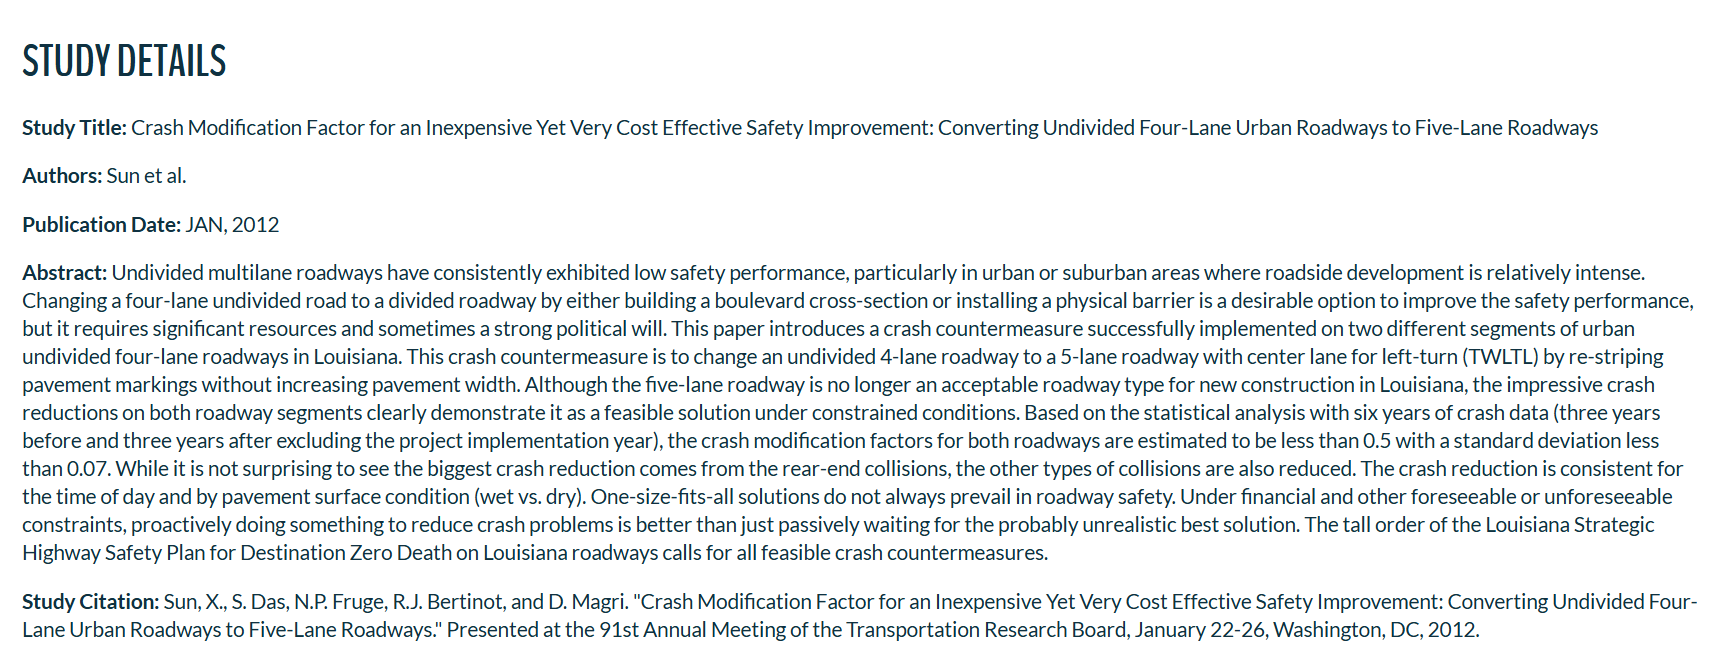 STUDY DETAILS
Study Title: Crash Modification Factor for an Inexpensive Yet Very Cost Effective Safety Improvement: Converting Undivided Four-Lane Urban Roadways to Five-Lane Roadways
Authors: Sun et al.
Publication Date: JAN, 2012
Abstract: Undivided multilane roadways have consistently exhibited low safety performance, particularly in urban or suburban areas where roadside development is relatively intense.
Changing a four-lane undivided road to a divided roadway by either building a boulevard cross-section or installing a physical barrier is a desirable option to improve the safety performance,
but it requires significant resources and sometimes a strong political will. This paper introduces a crash countermeasure successfully implemented on two different segments of urban
undivided four-lane roadways in Louisiana. This crash countermeasure is to change an undivided 4-lane roadway to a 5-lane roadway with center lane for left-turn (TWLTL) by re-striping
pavement markings without increasing pavement width. Although the five-lane roadway is no longer an acceptable roadway type for new construction in Louisiana, the impressive crash
reductions on both roadway segments clearly demonstrate it as a feasible solution under constrained conditions. Based on the statistical analysis with six years of crash data (three years
before and three years after excluding the project implementation year), the crash modification factors for both roadways are estimated to be less than 0.5 with a standard deviation less
than 0.07. While it is not surprising to see the biggest crash reduction comes from the rear-end collisions, the other types of collisions are also reduced. The crash reduction is consistent for
the time of day and by pavement surface condition (wet vs. dry). One-size-fits-all solutions do not always prevail in roadway safety. Under financial and other foreseeable or unforeseeable
constraints, proactively doing something to reduce crash problems is better than just passively waiting for the probably unrealistic best solution. The tall order of the Louisiana Strategic
Highway Safety Plan for Destination Zero Death on Louisiana roadways calls for all feasible crash countermeasures.
Study Citation: Sun, X., S. Das, N.P. Fruge, R.J. Bertinot, and D. Magri. "Crash Modification Factor for an Inexpensive Yet Very Cost Effective Safety Improvement: Converting Undivided Four-
Lane Urban Roadways to Five-Lane Roadways." Presented at the 91st Annual Meeting of the Transportation Research Board, January 22-26, Washington, DC, 2012.